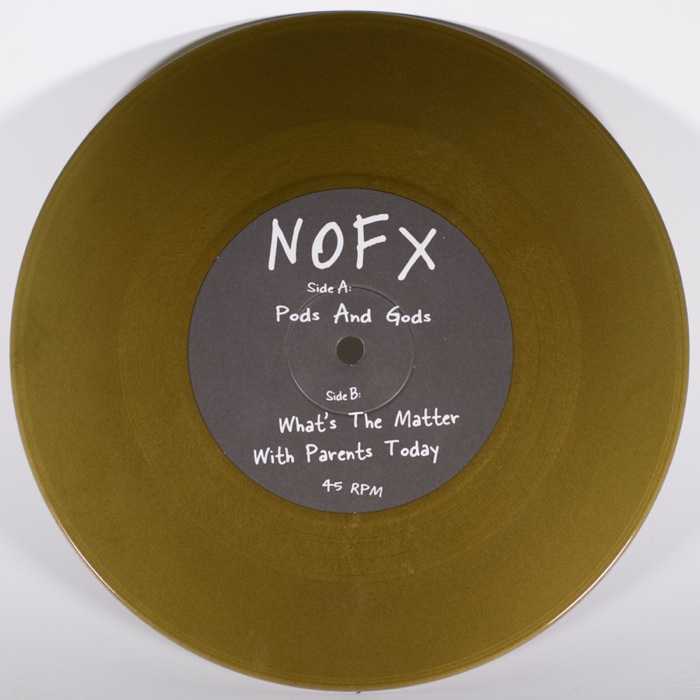 NOFX
Side A:
Pods And Gods
Side B:
What's The Matter
With Parents Today
45 RPM